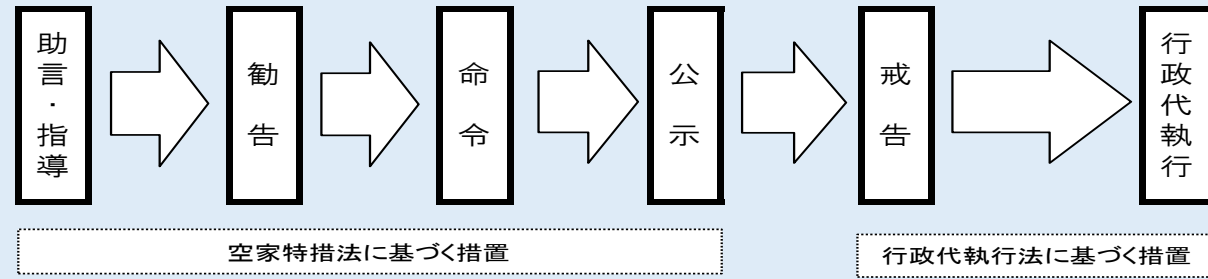 助言・指導
勧告
命令
公示
戒告
行政代執行
空家特措法に基づく措置
行政代執行法に基づく措置